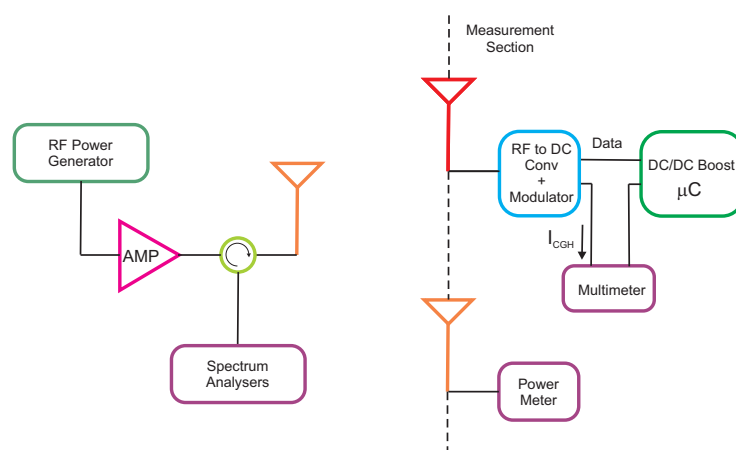 Measurement
Section
RF Power
Generator
AMP
Spectrum
Analysers
RF to DC
Conv
+
Modulator
Data
DC/DC Boost
μC
I_CGH
Multimeter
Power
Meter